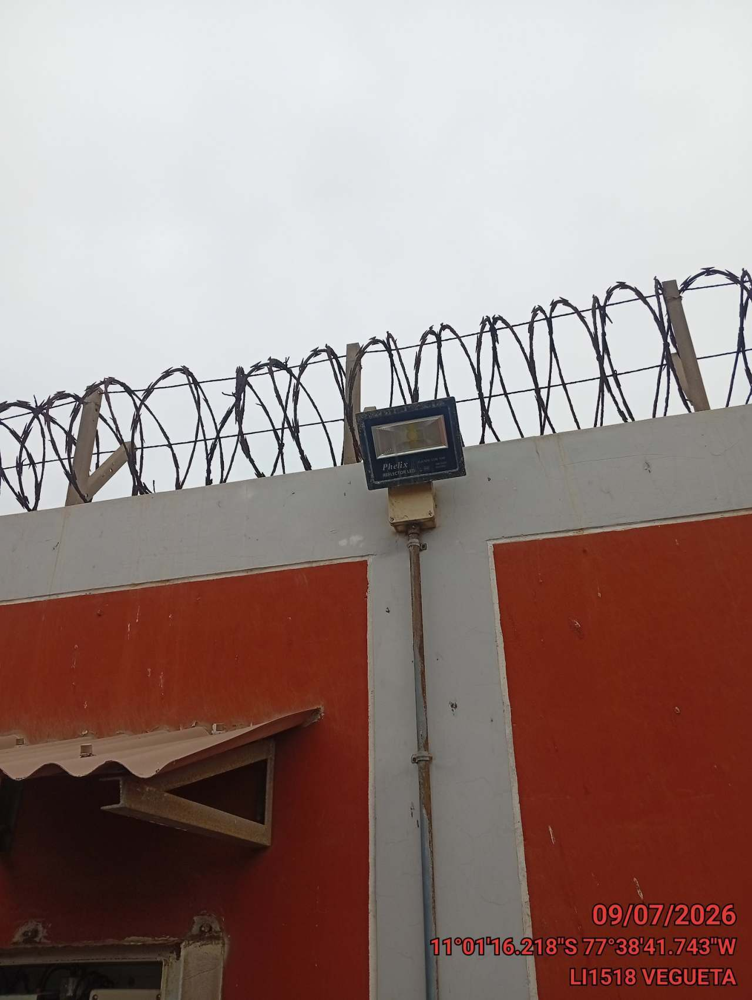 Phelix
REFLECTOR LED
09/07/2026
11°01'16.218"S 77°38'41.743"W
LI1518 VEGUETA